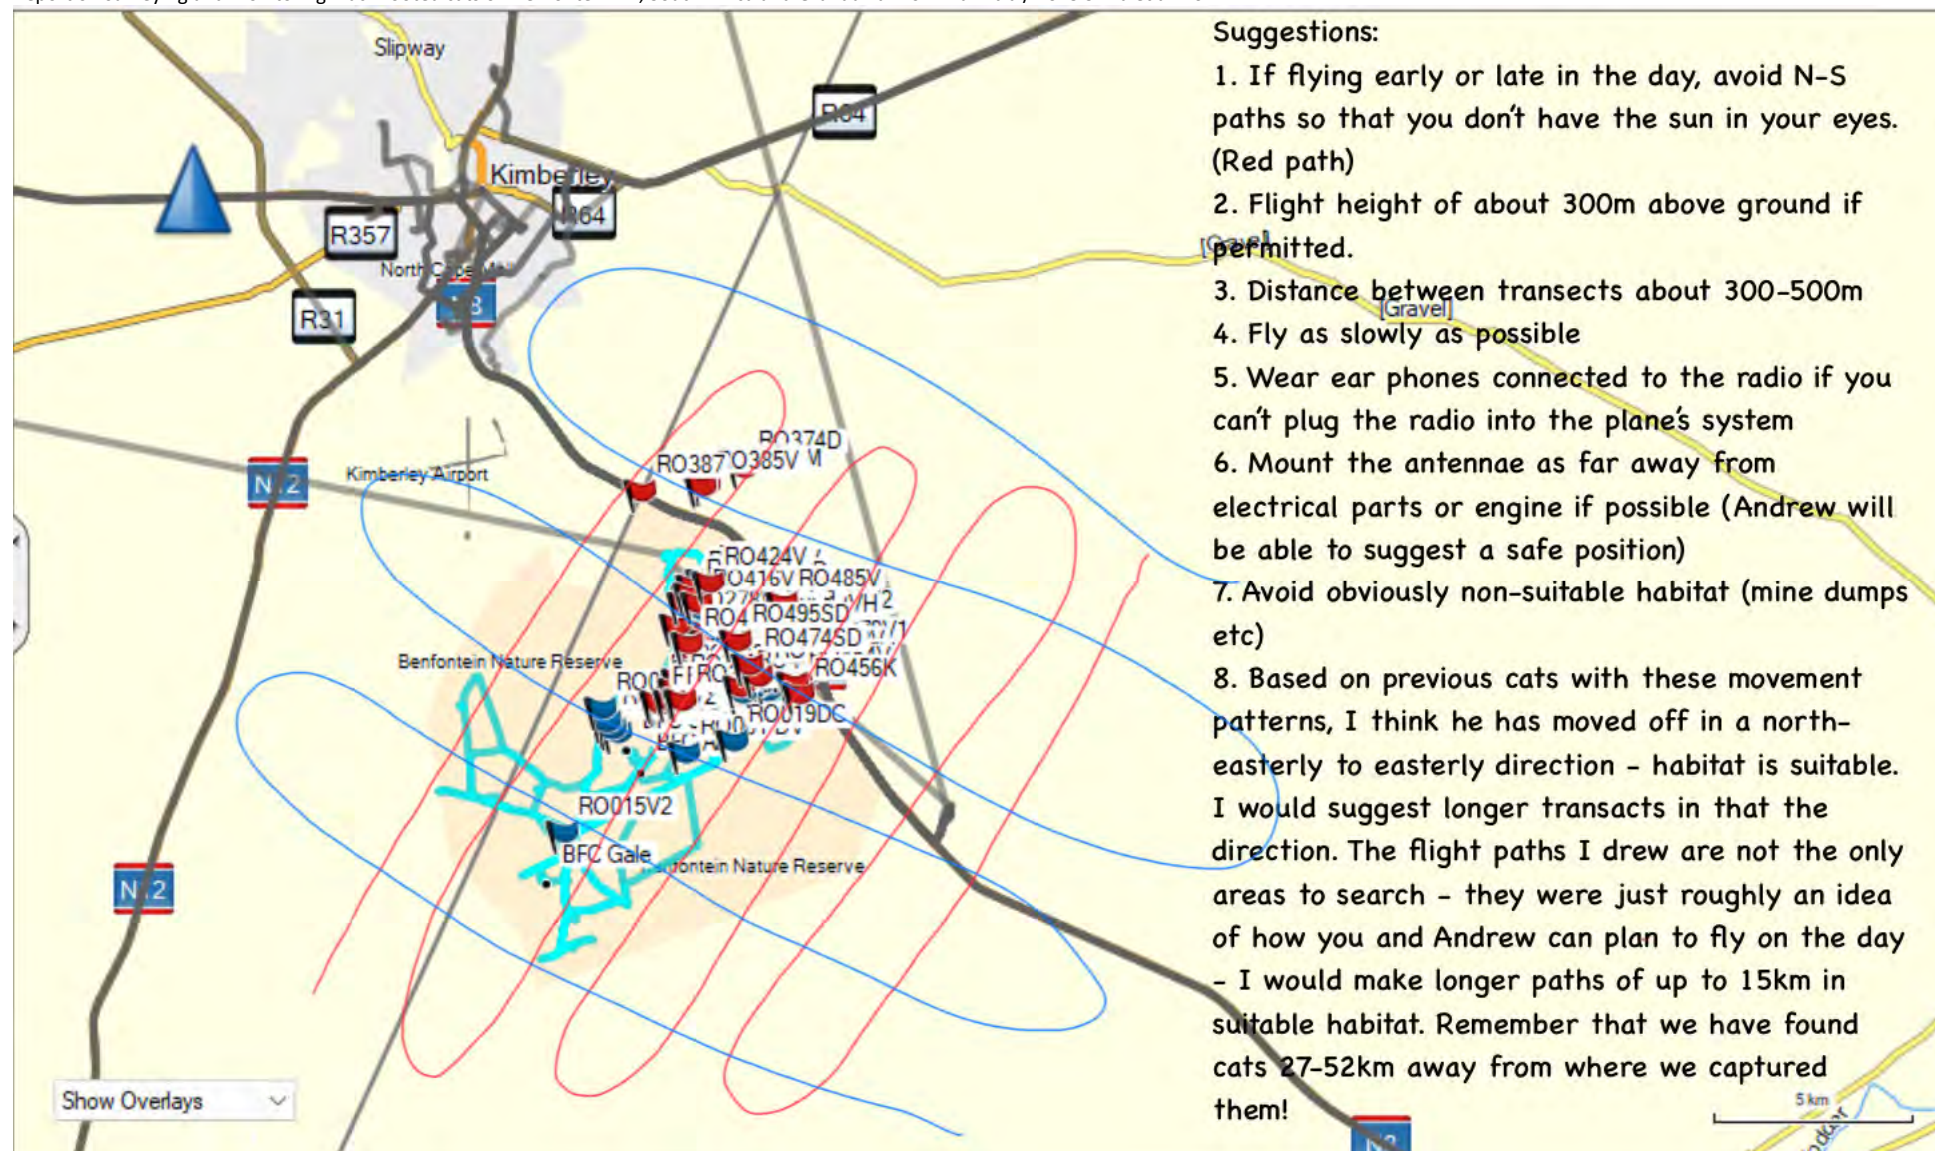 Slipway
R64
Kimberley
R64
R357
R31
N12
Kimberley Airport
RO374D
RO387
RO385V
RO424V
RO416V RO485V
RO495SD
RO474SD
RO456K
Benfontein Nature Reserve
RO019DC
RO015V2
BFC Gale
Nature Reserve
N12
Show Overlays
Suggestions:
1. If flying early or late in the day, avoid N-S
paths so that you don't have the sun in your eyes.
(Red path)
2. Flight height of about 300m above ground if
[Gravel]
permitted.
3. Distance between transects about 300-500m
[Gravel]
4. Fly as slowly as possible
5. Wear ear phones connected to the radio if you
can't plug the radio into the plane's system
6. Mount the antennae as far away from
electrical parts or engine if possible (Andrew will
be able to suggest a safe position)
7. Avoid obviously non-suitable habitat (mine dumps
etc)
8. Based on previous cats with these movement
patterns, I think he has moved off in a north-
easterly to easterly direction - habitat is suitable.
I would suggest longer transacts in that the
direction. The flight paths I drew are not the only
areas to search - they were just roughly an idea
of how you and Andrew can plan to fly on the day
- I would make longer paths of up to 15km in
suitable habitat. Remember that we have found
cats 27-52km away from where we captured
them!
5 km